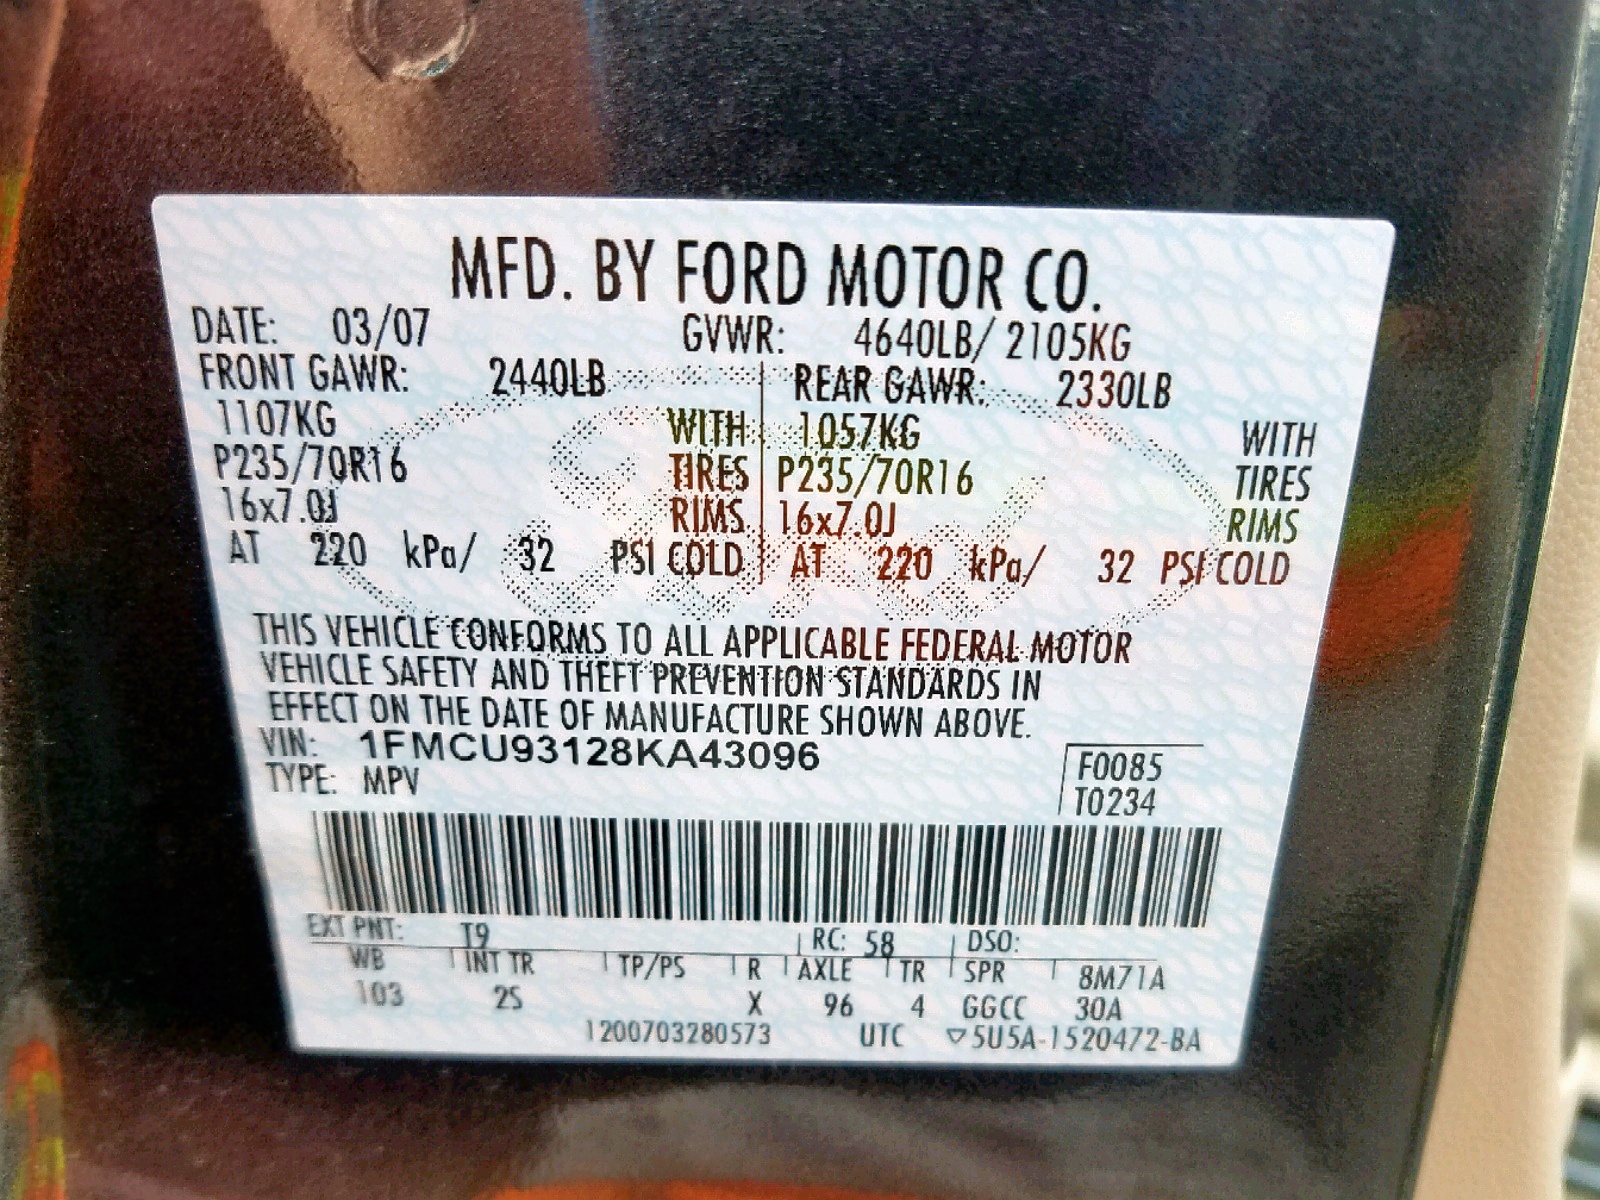 MFD. BY FORD MOTOR CO.
DATE: 03/07 GVWR: 4640LB/ 2105KG
FRONT GAWR: 2440LB REAR GAWR: 2330LB
1107KG WITH 1057KG WITH
P235/70R16 TIRES P235/70R16 TIRES
16x7.0J RIMS 16x7.0J RIMS
AT 220 kPa/ 32 PSI COLD AT 220 kPa/ 32 PSI COLD
THIS VEHICLE CONFORMS TO ALL APPLICABLE FEDERAL MOTOR
VEHICLE SAFETY AND THEFT PREVENTION STANDARDS IN
EFFECT ON THE DATE OF MANUFACTURE SHOWN ABOVE.
VIN: 1FMCU93128KA43096 F0085
TYPE: MPV T0234
EXT PNT: T9 RC: 58 DSO:
WB INT TR TP/PS R AXLE TR SPR 8M71A
103 2S X 96 4 GGCC 30A
1200703280573 UTC ▽5U5A-1520472-BA